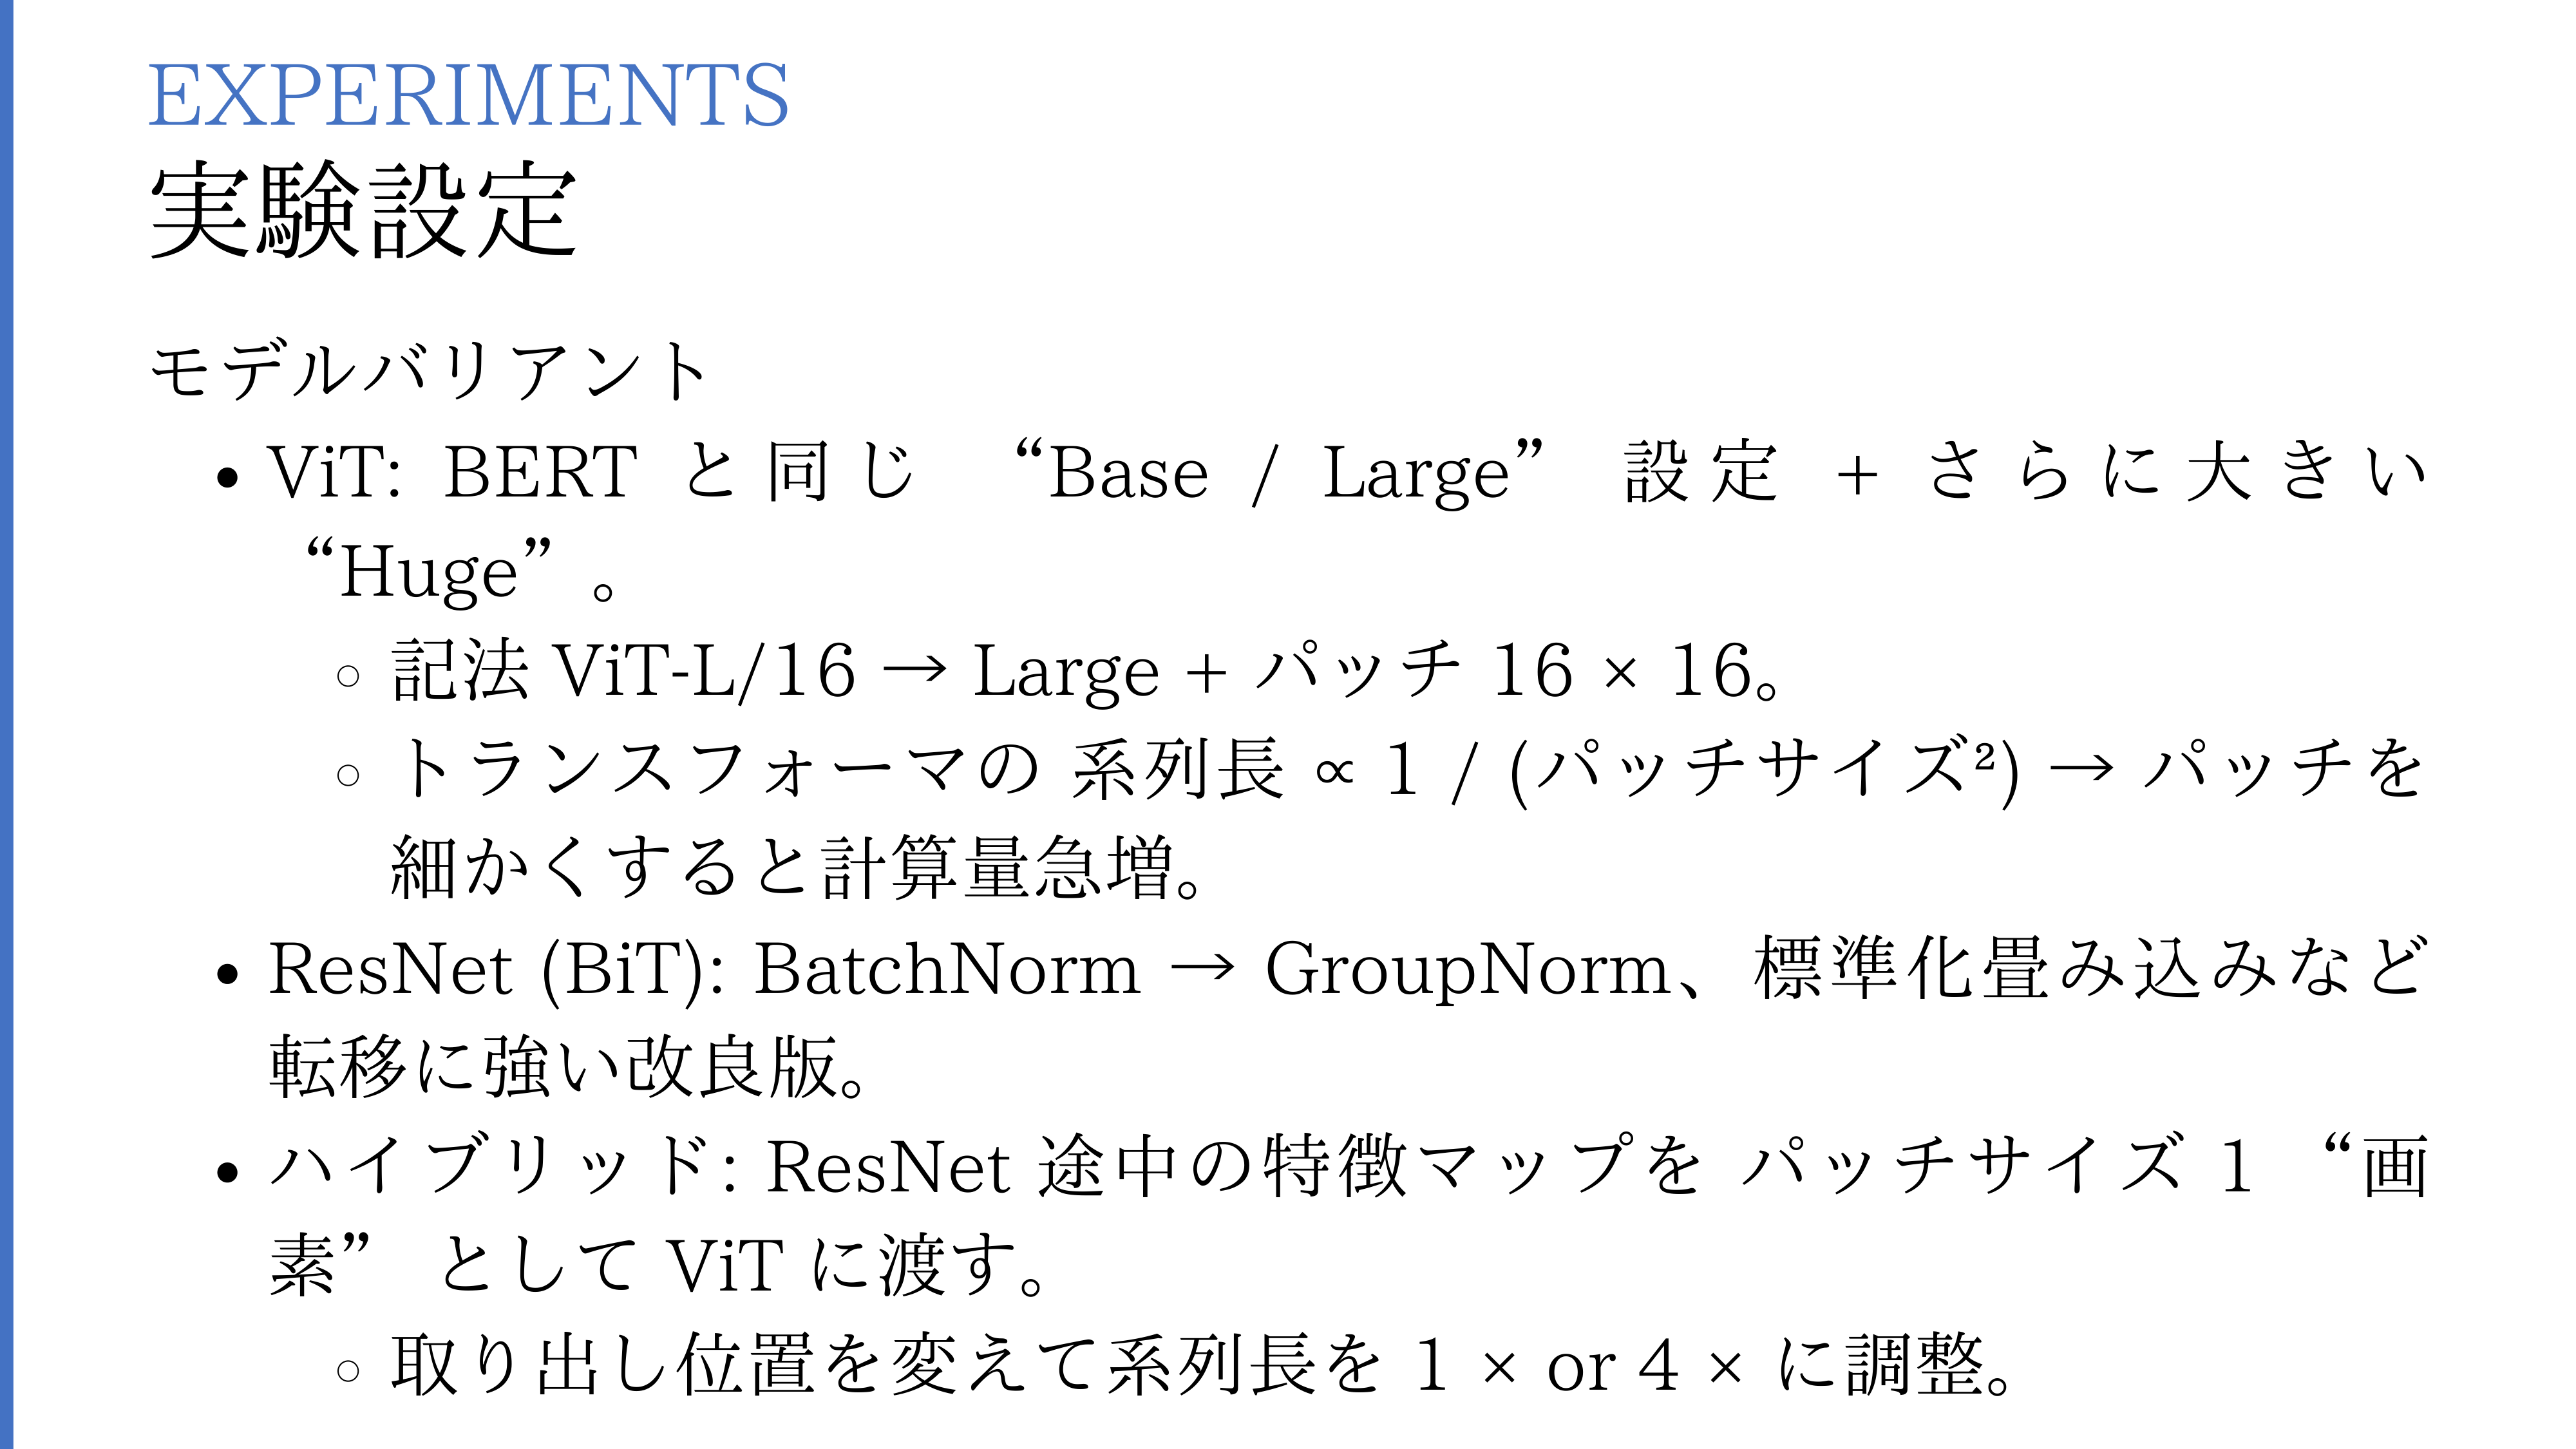 EXPERIMENTS
実験設定
モデルバリアント
• ViT: BERT と同じ “Base / Large” 設定 + さらに大きい
“Huge”。
○ 記法 ViT-L/16 → Large + パッチ 16 × 16。
○ トランスフォーマの 系列長 ∝ 1 / (パッチサイズ²) → パッチを
細かくすると計算量急増。
• ResNet (BiT): BatchNorm → GroupNorm、標準化畳み込みなど
転移に強い改良版。
• ハイブリッド: ResNet 途中の特徴マップを パッチサイズ 1 “画
素” として ViT に渡す。
○ 取り出し位置を変えて系列長を 1 × or 4 × に調整。